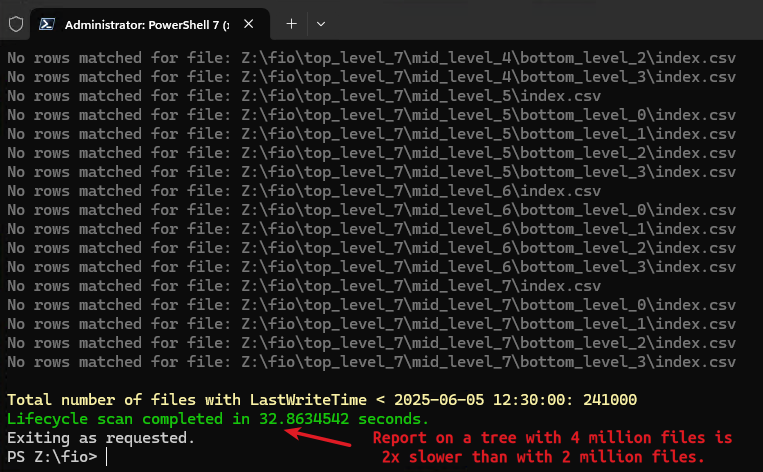 Administrator: PowerShell 7 (x
No rows matched for file: Z:\fio\top_level_7\mid_level_4\bottom_level_2\index.csv
No rows matched for file: Z:\fio\top_level_7\mid_level_4\bottom_level_3\index.csv
No rows matched for file: Z:\fio\top_level_7\mid_level_5\index.csv
No rows matched for file: Z:\fio\top_level_7\mid_level_5\bottom_level_0\index.csv
No rows matched for file: Z:\fio\top_level_7\mid_level_5\bottom_level_1\index.csv
No rows matched for file: Z:\fio\top_level_7\mid_level_5\bottom_level_2\index.csv
No rows matched for file: Z:\fio\top_level_7\mid_level_5\bottom_level_3\index.csv
No rows matched for file: Z:\fio\top_level_7\mid_level_6\index.csv
No rows matched for file: Z:\fio\top_level_7\mid_level_6\bottom_level_0\index.csv
No rows matched for file: Z:\fio\top_level_7\mid_level_6\bottom_level_1\index.csv
No rows matched for file: Z:\fio\top_level_7\mid_level_6\bottom_level_2\index.csv
No rows matched for file: Z:\fio\top_level_7\mid_level_6\bottom_level_3\index.csv
No rows matched for file: Z:\fio\top_level_7\mid_level_7\index.csv
No rows matched for file: Z:\fio\top_level_7\mid_level_7\bottom_level_0\index.csv
No rows matched for file: Z:\fio\top_level_7\mid_level_7\bottom_level_1\index.csv
No rows matched for file: Z:\fio\top_level_7\mid_level_7\bottom_level_2\index.csv
No rows matched for file: Z:\fio\top_level_7\mid_level_7\bottom_level_3\index.csv
Total number of files with LastWriteTime < 2025-06-05 12:30:00: 241000
Lifecycle scan completed in 32.8634542 seconds.
Exiting as requested.
PS Z:\fio>
Report on a tree with 4 million files is
2x slower than with 2 million files.